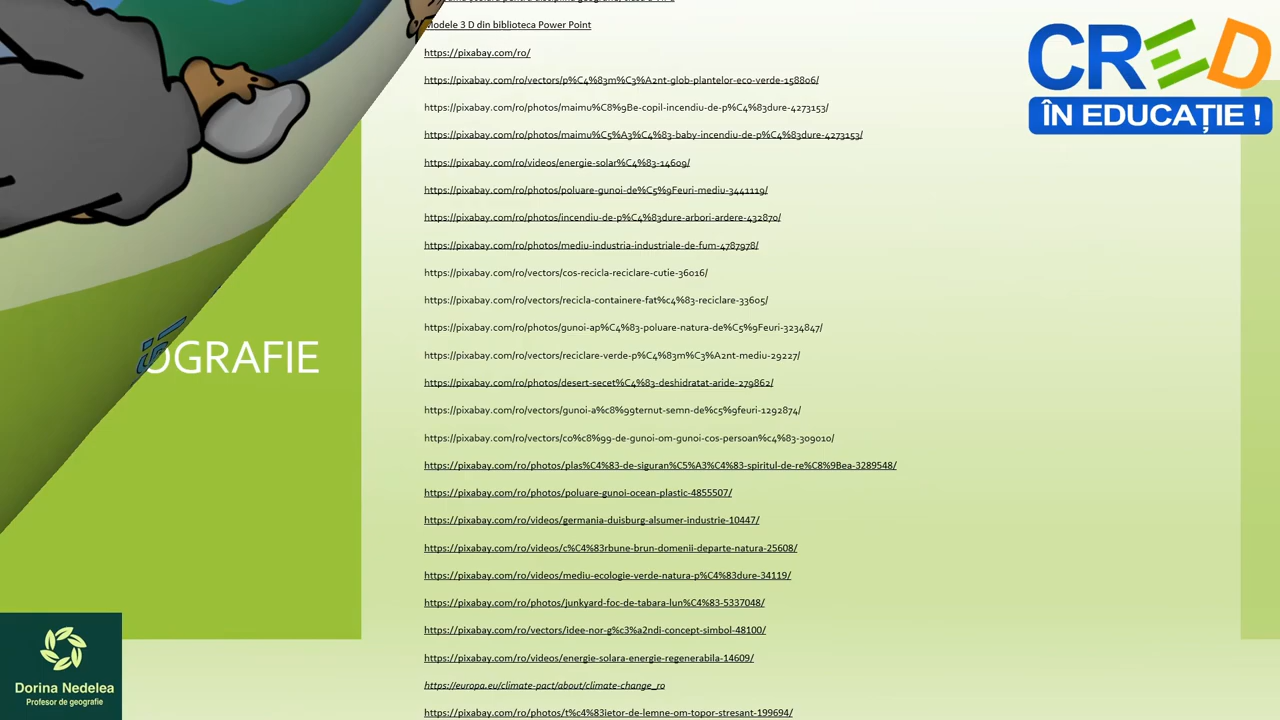 Modele 3 D din biblioteca Power Point
https://pixabay.com/ro/
https://pixabay.com/ro/vectors/p%C4%83m%C3%A2nt-glob-plantelor-eco-verde-158806/
https://pixabay.com/ro/photos/maimu%C8%9Be-copil-incendiu-de-p%C4%83dure-4273153/
https://pixabay.com/ro/photos/maimu%C5%A3%C4%83-baby-incendiu-de-p%C4%83dure-4273153/
https://pixabay.com/ro/videos/energie-solar%C4%83-14609/
https://pixabay.com/ro/photos/poluare-gunoi-de%C5%9Feuri-mediu-3441119/
https://pixabay.com/ro/photos/incendiu-de-p%C4%83dure-arbori-ardere-432870/
https://pixabay.com/ro/photos/mediu-industria-industriale-de-fum-4787978/
https://pixabay.com/ro/vectors/cos-recicla-reciclare-cutie-36016/
https://pixabay.com/ro/vectors/recicla-containere-fat%c4%83-reciclare-33605/
https://pixabay.com/ro/photos/gunoi-ap%C4%83-poluare-natura-de%C5%9Feuri-3234847/
https://pixabay.com/ro/vectors/reciclare-verde-p%C4%83m%C3%A2nt-mediu-29227/
https://pixabay.com/ro/photos/desert-secet%C4%83-deshidratat-aride-279862/
https://pixabay.com/ro/vectors/gunoi-a%c8%99ternut-semn-de%c5%9feuri-1292874/
https://pixabay.com/ro/vectors/co%c8%99-de-gunoi-om-gunoi-cos-persoan%c4%83-309010/
https://pixabay.com/ro/photos/plas%C4%83-de-siguran%C5%A3%C4%83-spiritul-de-re%C8%9Bea-3289548/
https://pixabay.com/ro/photos/poluare-gunoi-ocean-plastic-4855507/
https://pixabay.com/ro/videos/germania-duisburg-alsumer-industrie-10447/
https://pixabay.com/ro/videos/c%C4%83rbune-brun-domenii-departe-natura-25608/
https://pixabay.com/ro/videos/mediu-ecologie-verde-natura-p%C4%83dure-34119/
https://pixabay.com/ro/photos/junkyard-foc-de-tabara-lun%C4%83-5337048/
https://pixabay.com/ro/vectors/idee-nor-g%c3%a2ndi-concept-simbol-48100/
https://pixabay.com/ro/videos/energie-solara-energie-regenerabila-14609/
https://europa.eu/climate-pact/about/climate-change_ro
https://pixabay.com/ro/photos/t%c4%83ietor-de-lemne-om-topor-stresant-199694/
OGRAFIE
CRED
ÎN EDUCAȚIE !
Dorina Nedelea
Profesor de geografie